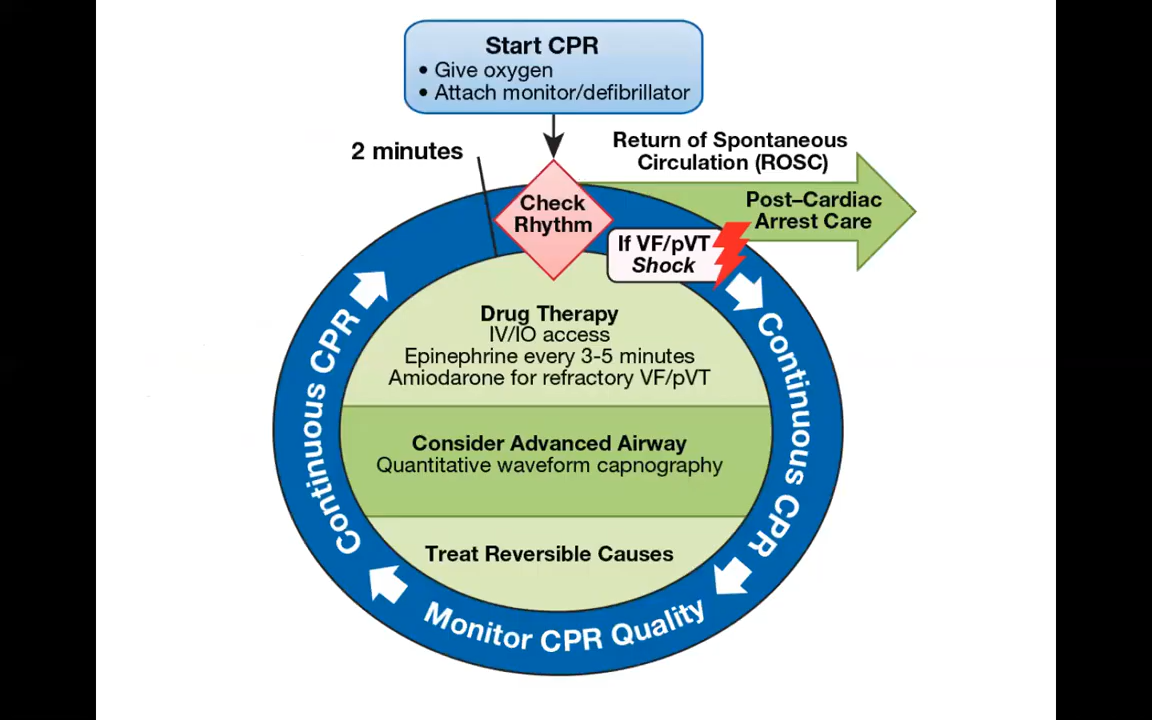 Start CPR
• Give oxygen
• Attach monitor/defibrillator
2 minutes
Return of Spontaneous
Circulation (ROSC)
Check
Rhythm
Post–Cardiac
Arrest Care
If VF/pVT
Shock
Drug Therapy
IV/IO access
Epinephrine every 3-5 minutes
Amiodarone for refractory VF/pVT
Consider Advanced Airway
Quantitative waveform capnography
Treat Reversible Causes
Continuous CPR
Monitor CPR Quality
Continuous CPR